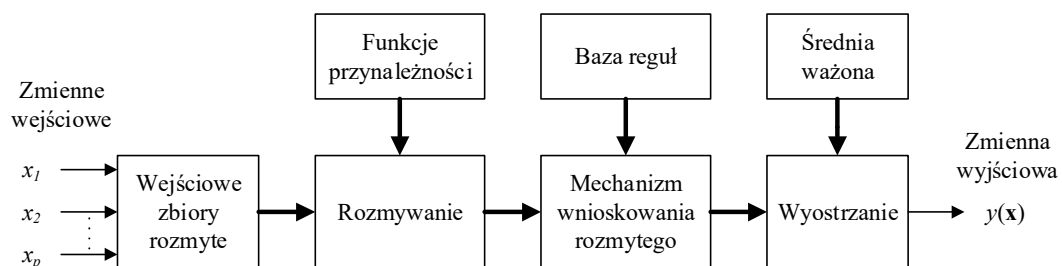 Funkcje
przynależności
Baza reguł
Średnia
ważona
Zmienne
wejściowe
Zmienna
wyjściowa
x1
x2
xp
Wejściowe
zbiory
rozmyte
Rozmywanie
Mechanizm
wnioskowania
rozmytego
Wyostrzanie
y(x)